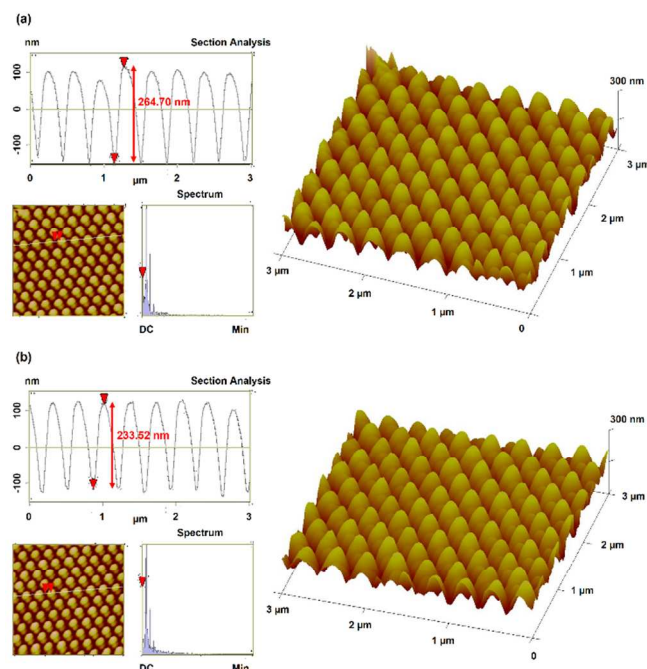 (a)
nm
Section Analysis
100
0
-100
264.70 nm
0
1
2
3
µm
Spectrum
DC
Min
300 nm
3 µm
2 µm
1 µm
3 µm
2 µm
1 µm
0
(b)
nm
Section Analysis
100
0
-100
233.52 nm
0
1
2
3
µm
Spectrum
DC
Min
300 nm
3 µm
2 µm
1 µm
3 µm
2 µm
1 µm
0